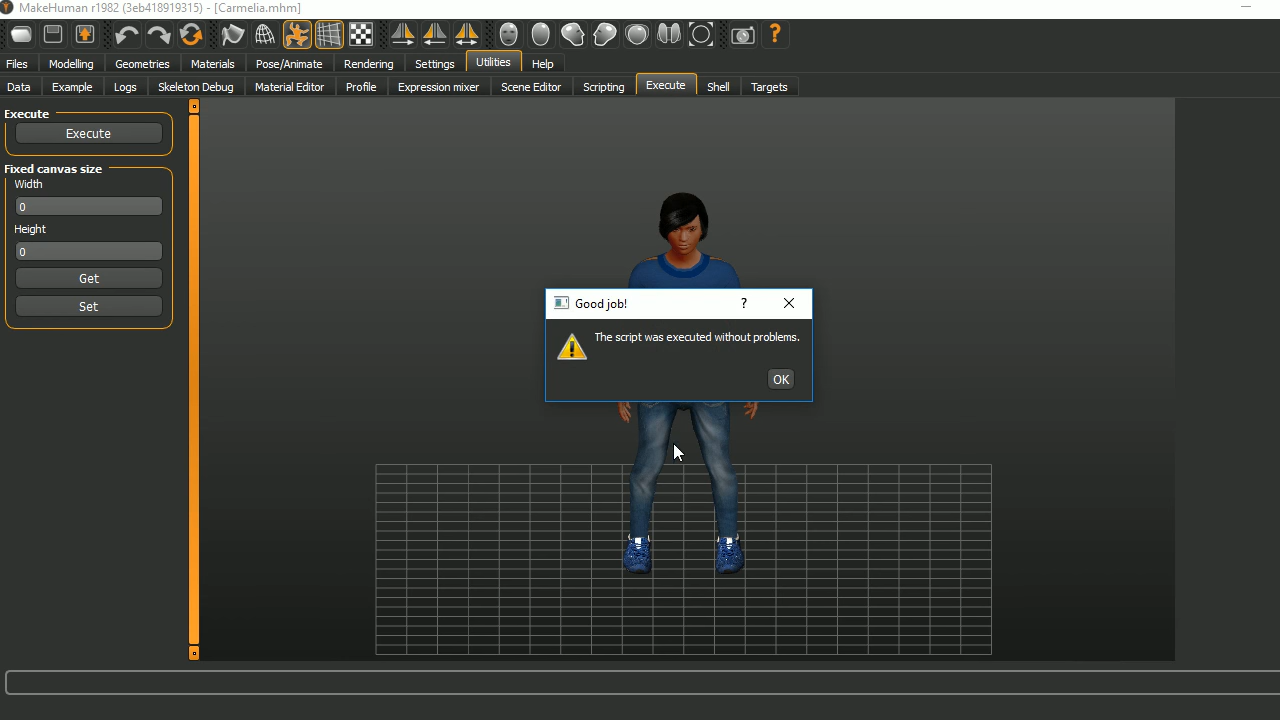 MakeHuman r1982 (3eb418919315) - [Carmelia.mhm]
Files Modelling Geometries Materials Pose/Animate Rendering Settings Utilities Help
Data Example Logs Skeleton Debug Material Editor Profile Expression mixer Scene Editor Scripting Execute Shell Targets
Execute
Execute
Fixed canvas size
Width
0
Height
0
Get
Set
Good job!
The script was executed without problems.
OK